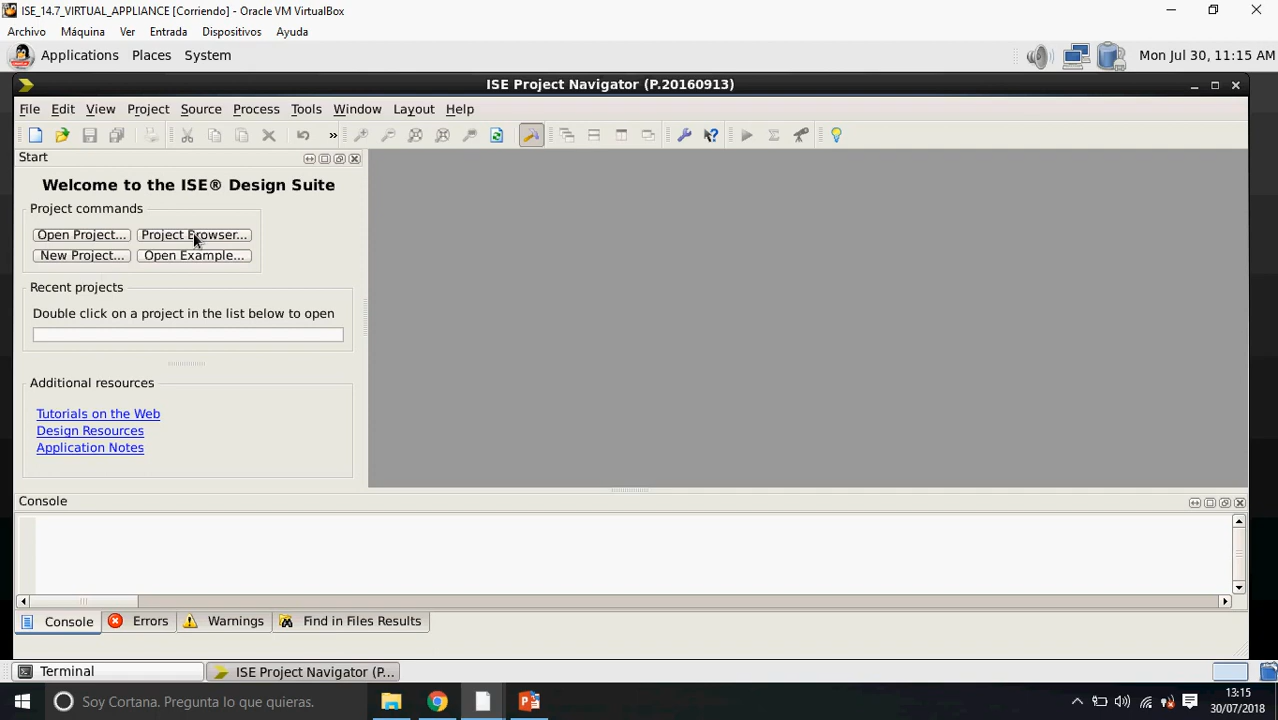 ISE_14.7_VIRTUAL_APPLIANCE [Corriendo] - Oracle VM VirtualBox
Archivo Máquina Ver Entrada Dispositivos Ayuda
Applications Places System Mon Jul 30, 11:15 AM
ISE Project Navigator (P.20160913)
File Edit View Project Source Process Tools Window Layout Help
»
Start
Welcome to the ISE® Design Suite
Project commands
Open Project... Project Browser...
New Project... Open Example...
Recent projects
Double click on a project in the list below to open
Additional resources
Tutorials on the Web
Design Resources
Application Notes
Console
Console Errors Warnings Find in Files Results
Terminal ISE Project Navigator (P...
Soy Cortana. Pregunta lo que quieras.
13:15
30/07/2018